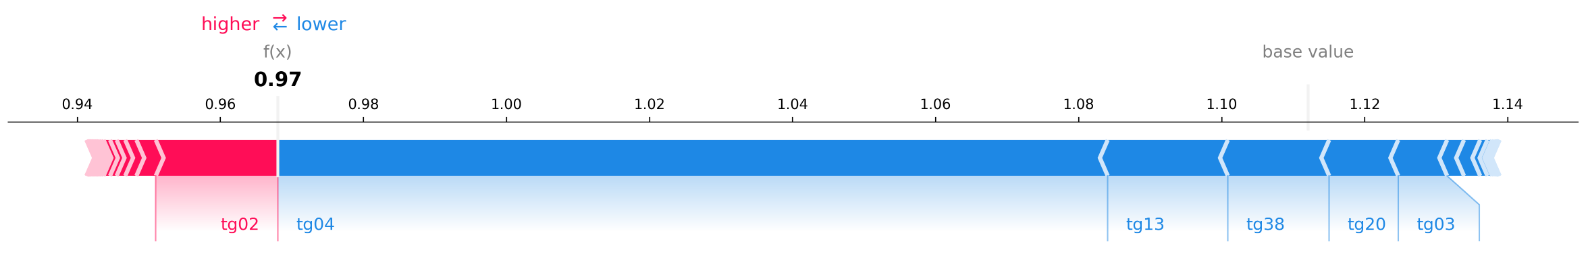 higher ⇄ lower
f(x)
base value
0.97
0.94 0.96 0.98 1.00 1.02 1.04 1.06 1.08 1.10 1.12 1.14
tg02 tg04 tg13 tg38 tg20 tg03